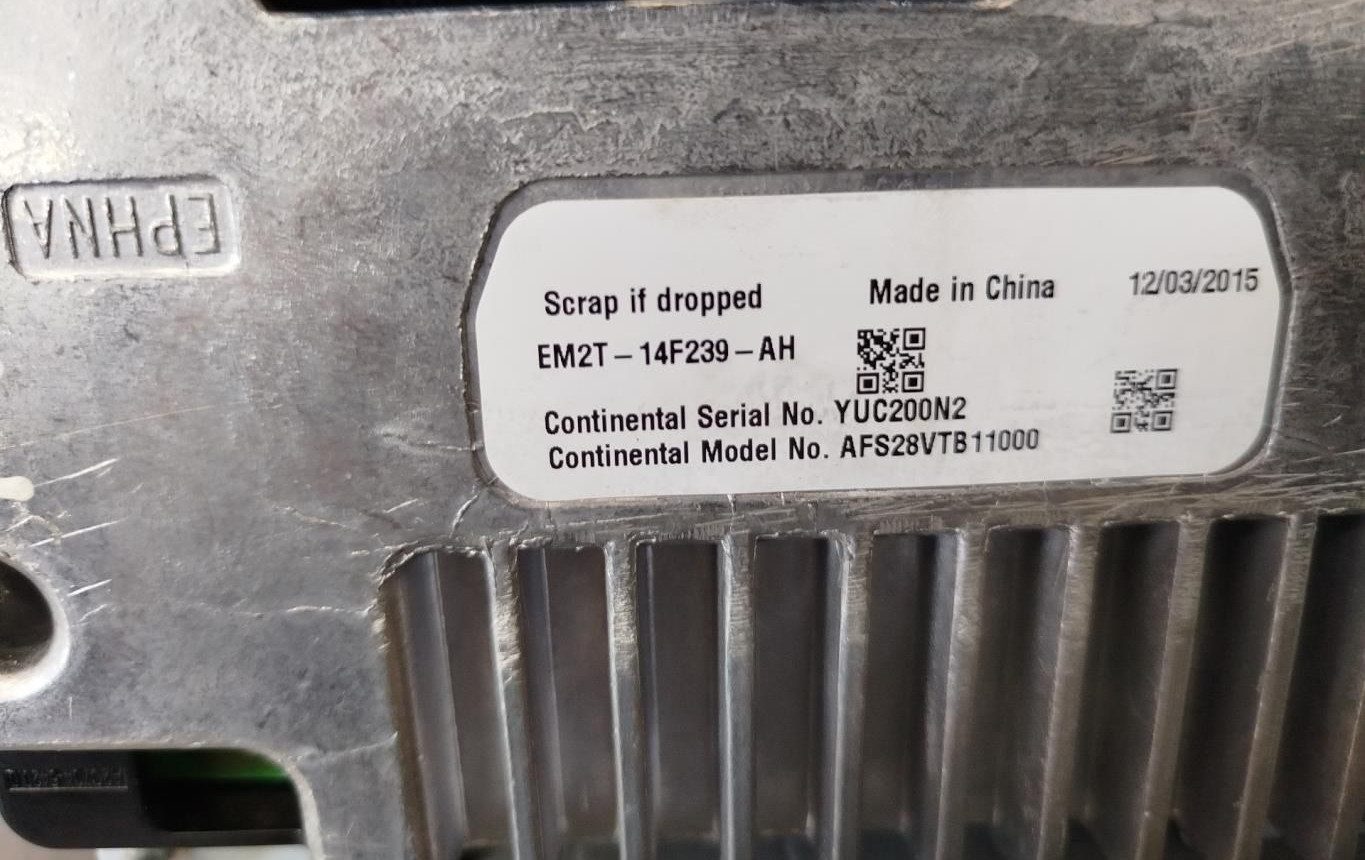 EPHNA
Scrap if dropped Made in China 12/03/2015
EM2T-14F239-AH
Continental Serial No. YUC200N2
Continental Model No. AFS28VTB11000